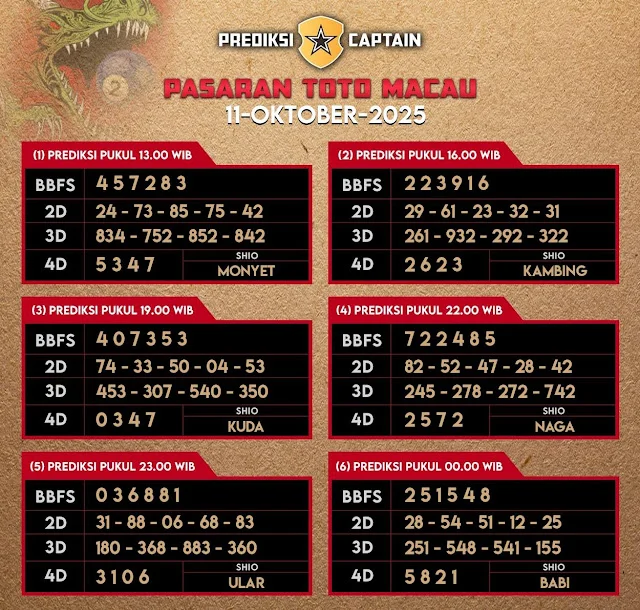 PREDIKSI CAPTAIN
PASARAN TOTO MACAU
11-OKTOBER-2025
2
(1) PREDIKSI PUKUL 13.00 WIB
BBFS 457283
2D 24 - 73 - 85 - 75 - 42
3D 834 - 752 - 852 - 842
4D 5347 SHIO
MONYET
(2) PREDIKSI PUKUL 16.00 WIB
BBFS 223916
2D 29 - 61 - 23 - 32 - 31
3D 261 - 932 - 292 - 322
4D 2623 SHIO
KAMBING
(3) PREDIKSI PUKUL 19.00 WIB
BBFS 407353
2D 74 - 33 - 50 - 04 - 53
3D 453 - 307 - 540 - 350
4D 0347 SHIO
KUDA
(4) PREDIKSI PUKUL 22.00 WIB
BBFS 722485
2D 82 - 52 - 47 - 28 - 42
3D 245 - 278 - 272 - 742
4D 2572 SHIO
NAGA
(5) PREDIKSI PUKUL 23.00 WIB
BBFS 036881
2D 31 - 88 - 06 - 68 - 83
3D 180 - 368 - 883 - 360
4D 3106 SHIO
ULAR
(6) PREDIKSI PUKUL 00.00 WIB
BBFS 251548
2D 28 - 54 - 51 - 12 - 25
3D 251 - 548 - 541 - 155
4D 5821 SHIO
BABI